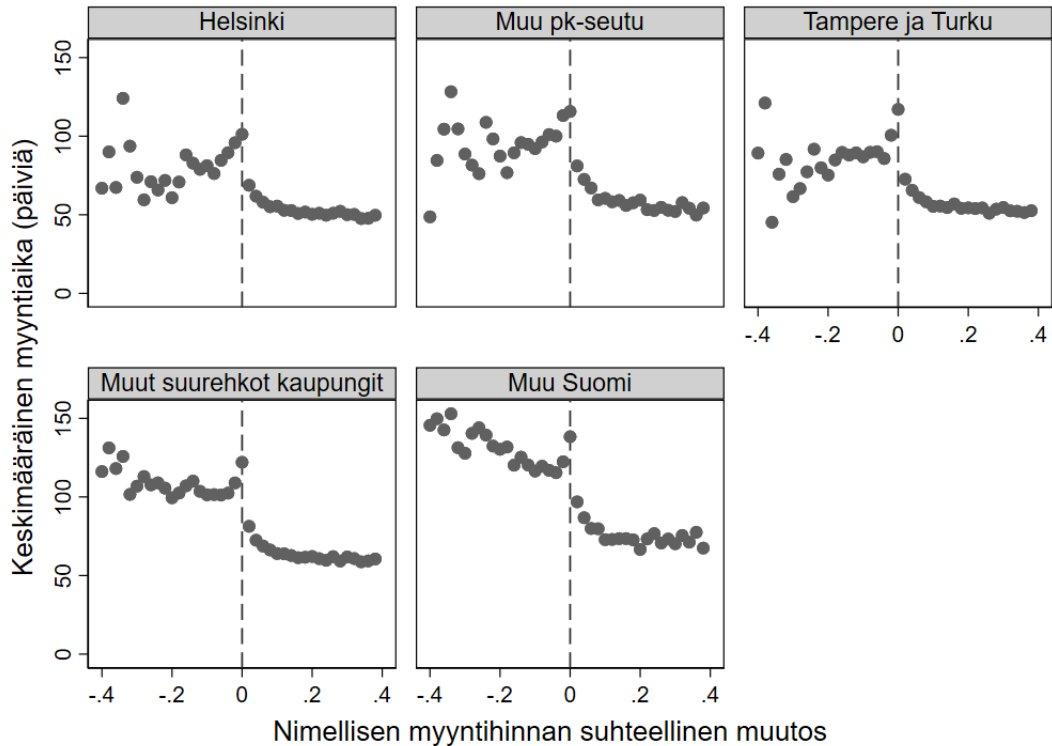 Helsinki
Muu pk-seutu
Tampere ja Turku
Keskimääräinen myyntiaika (päiviä)
150
100
50
0
-.4 -.2 0 .2 .4
Muut suurehkot kaupungit
Muu Suomi
150
100
50
0
-.4 -.2 0 .2 .4
-.4 -.2 0 .2 .4
Nimellisen myyntihinnan suhteellinen muutos